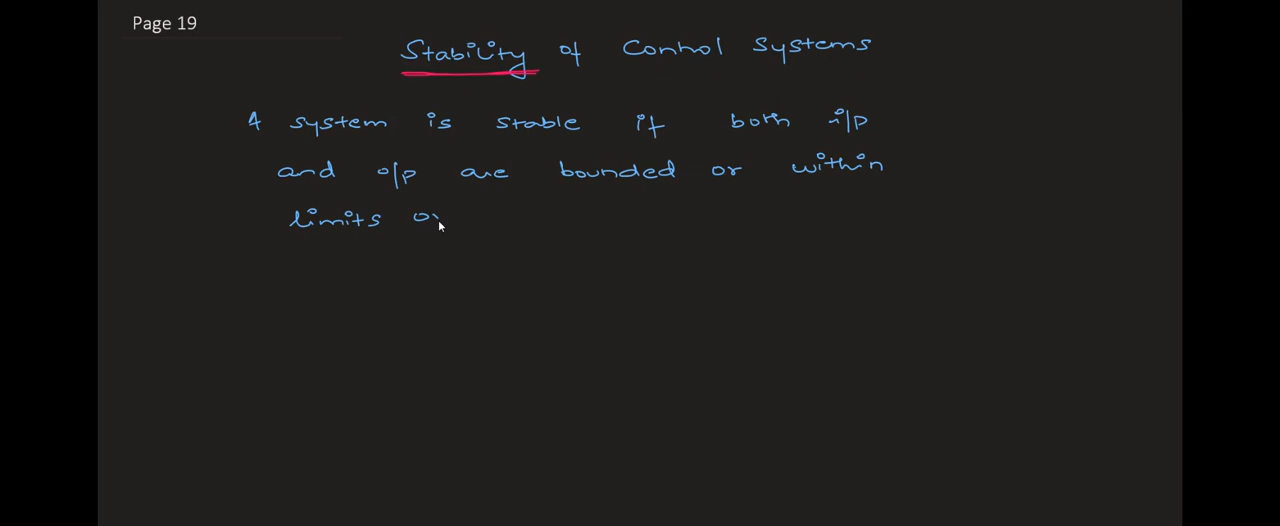 Page 19
Stability of Control Systems
A system is stable if both i/p
and o/p are bounded or within
limits